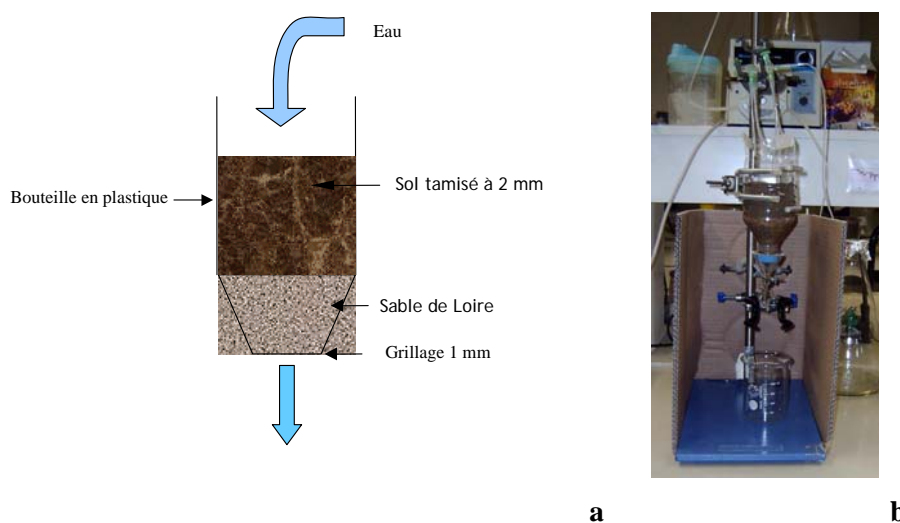 Eau
Bouteille en plastique
Sol tamisé à 2 mm
Sable de Loire
Grillage 1 mm
a
b